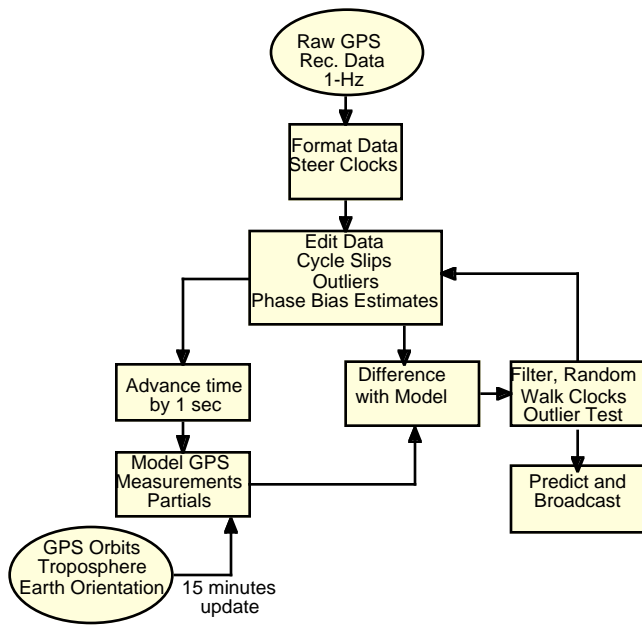 Raw GPS
Rec. Data
1-Hz
Format Data
Steer Clocks
Edit Data
Cycle Slips
Outliers
Phase Bias Estimates
Advance time
by 1 sec
Difference
with Model
Filter, Random
Walk Clocks
Outlier Test
Model GPS
Measurements
Partials
Predict and
Broadcast
GPS Orbits
Troposphere
Earth Orientation
15 minutes
update